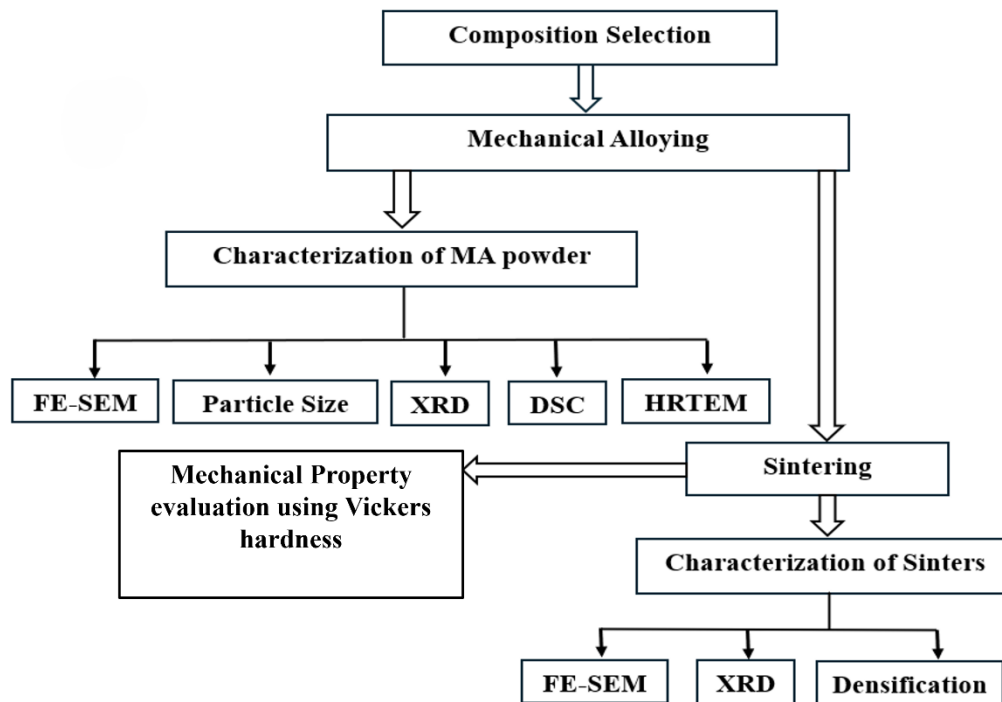 Composition Selection
Mechanical Alloying
Characterization of MA powder
FE-SEM
Particle Size
XRD
DSC
HRTEM
Mechanical Property
evaluation using Vickers
hardness
Sintering
Characterization of Sinters
FE-SEM
XRD
Densification